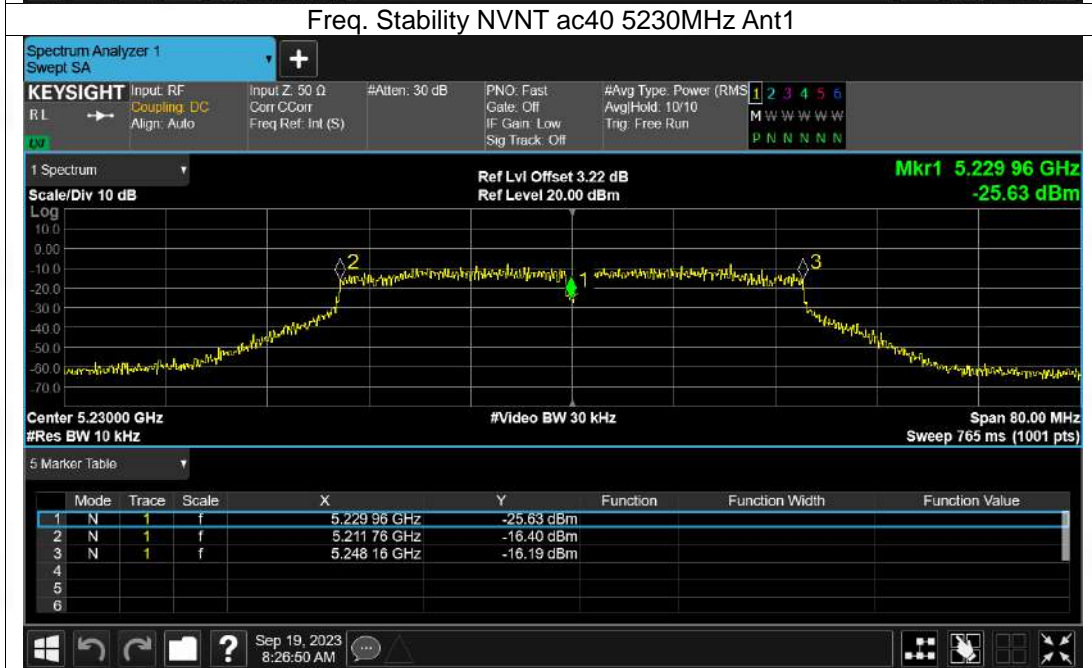 Freq. Stability NVNT ac40 5230MHz Ant1
Spectrum Analyzer 1
Swept SA
+
KEYSIGHT Input: RF Input Z: 50 Ω #Atten: 30 dB PNO: Fast #Avg Type: Power (RMS 1 2 3 4 5 6
RL Coupling: DC Corr CCorr Gate: Off Avg|Hold: 10/10 M W W W W W
Align: Auto Freq Ref: Int (S) IF Gain: Low Trig: Free Run
LXI Sig Track: Off P N N N N N
1 Spectrum Ref Lvl Offset 3.22 dB Mkr1 5.229 96 GHz
Scale/Div 10 dB Ref Level 20.00 dBm -25.63 dBm
Log
10.0
0.00
-10.0 2 3
-20.0 1
-30.0
-40.0
-50.0
-60.0
-70.0
Center 5.23000 GHz #Video BW 30 kHz Span 80.00 MHz
#Res BW 10 kHz Sweep 765 ms (1001 pts)
5 Marker Table
Mode Trace Scale X Y Function Function Width Function Value
1 N 1 f 5.229 96 GHz -25.63 dBm
2 N 1 f 5.211 76 GHz -16.40 dBm
3 N 1 f 5.248 16 GHz -16.19 dBm
4
5
6
? Sep 19, 2023
8:26:50 AM